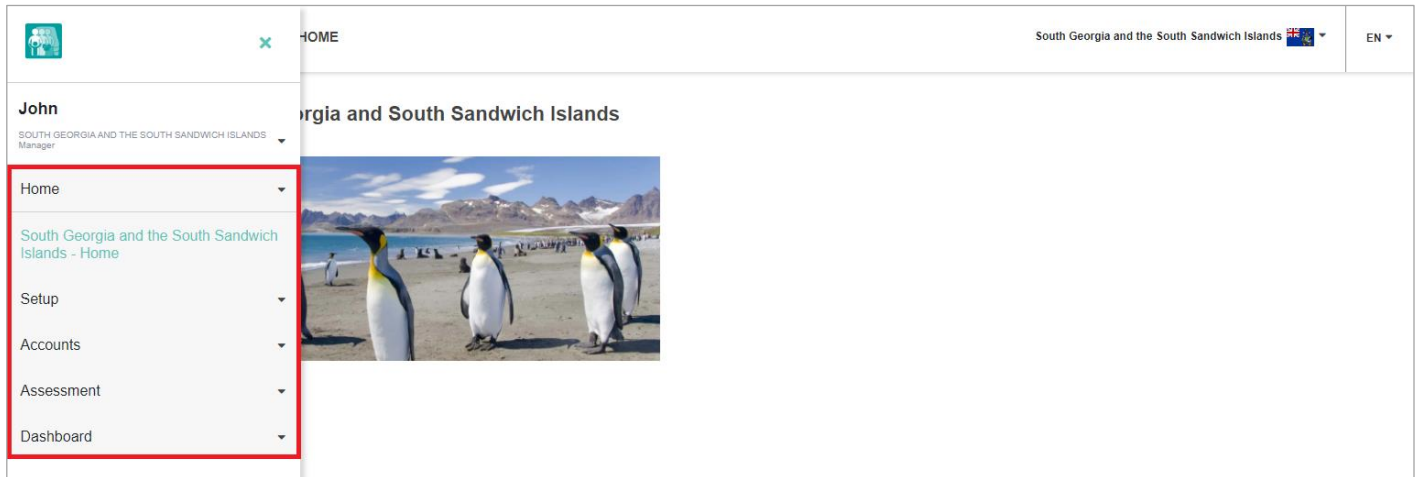 ×
HOME
South Georgia and the South Sandwich Islands
EN
John
SOUTH GEORGIA AND THE SOUTH SANDWICH ISLANDS
Manager
orgia and South Sandwich Islands
Home
South Georgia and the South Sandwich
Islands - Home
Setup
Accounts
Assessment
Dashboard